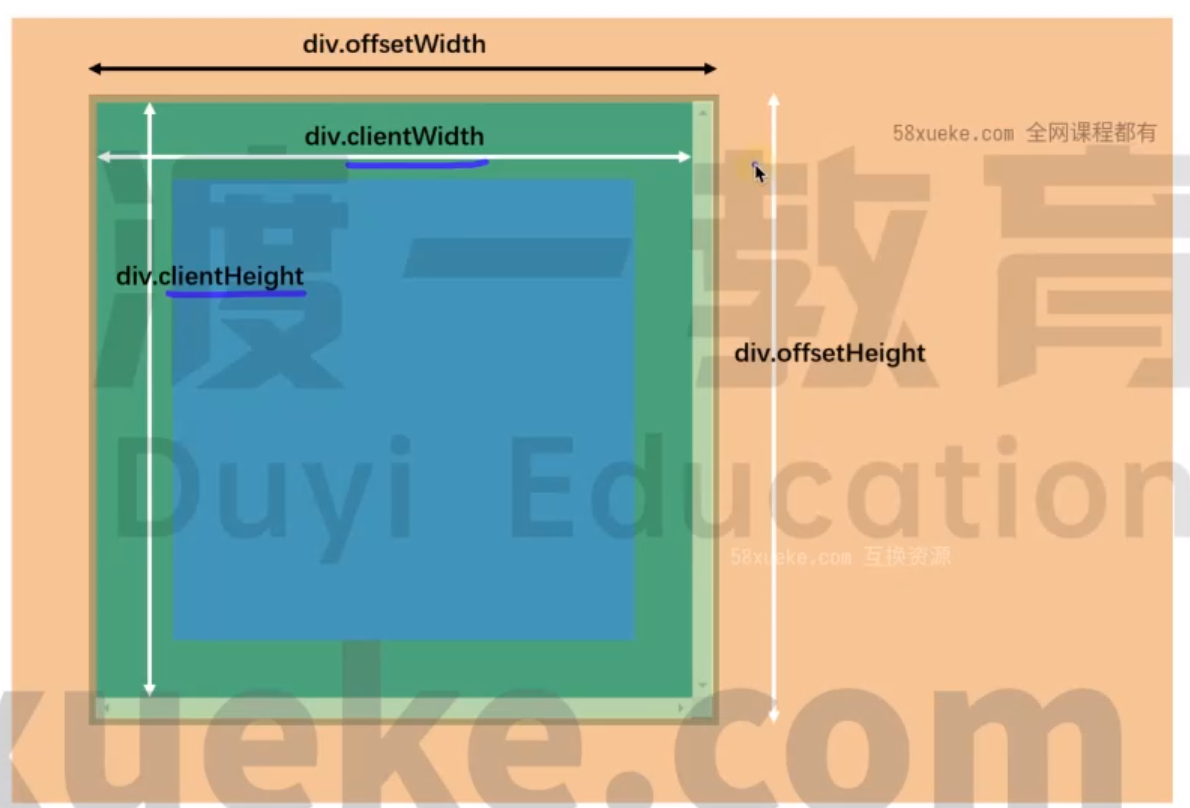 div.offsetWidth
58xueke.com 全网课程都有
div.clientWidth
渡一教育
div.clientHeight
div.offsetHeight
Duyi Education
58xueke.com 互换资源
xueke.com